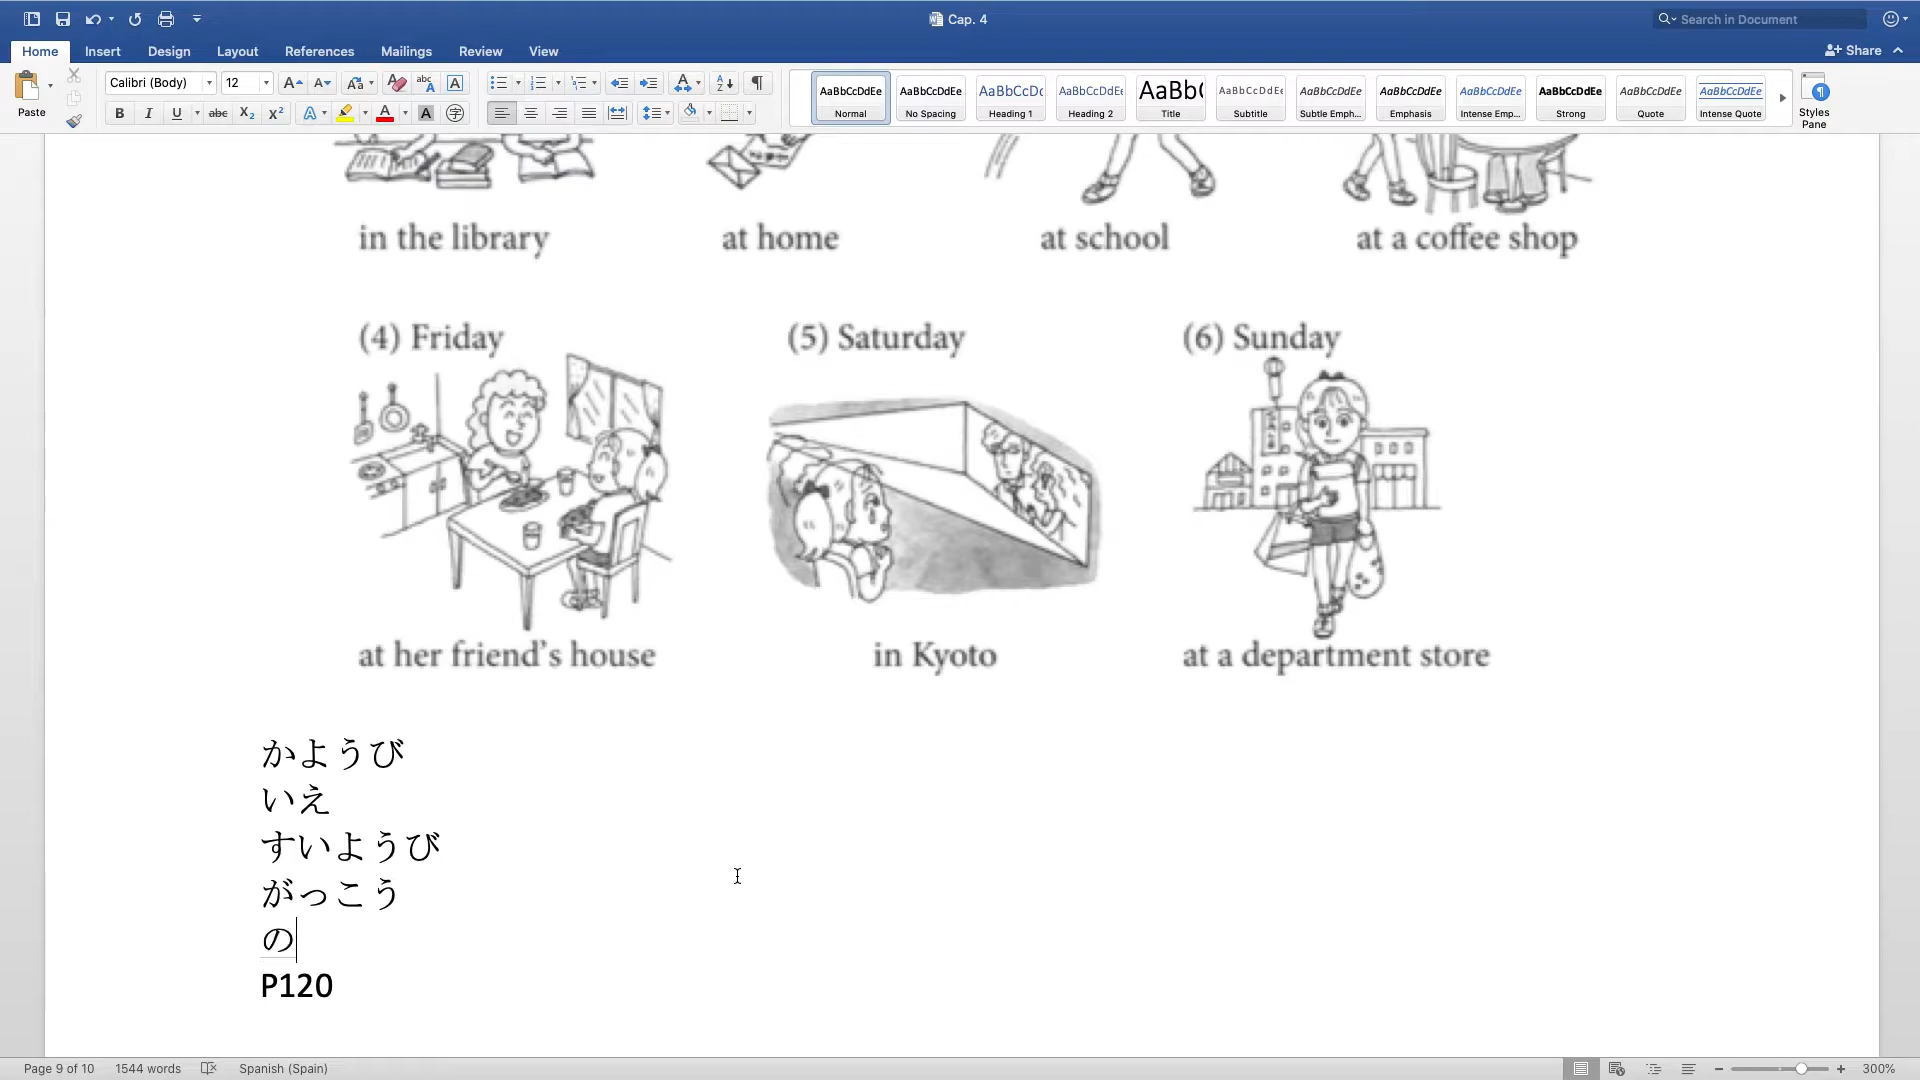 Cap. 4
Search in Document
Home Insert Design Layout References Mailings Review View
Share
Paste
Calibri (Body) 12
AaBbCcDdEe AaBbCcDdEe AaBbCcDc AaBbCcDdEe AaBb( AaBbCcDdEe AaBbCcDdEe AaBbCcDdEe AaBbCcDdEe AaBbCcDdEe AaBbCcDdEe AaBbCcDdEe
Normal No Spacing Heading 1 Heading 2 Title Subtitle Subtle Emph... Emphasis Intense Emp... Strong Quote Intense Quote
Styles Pane
in the library at home at school at a coffee shop
(4) Friday (5) Saturday (6) Sunday
at her friend's house in Kyoto at a department store
かようび
いえ
すいようび
がっこう
の
P120
Page 9 of 10 1544 words Spanish (Spain) 300%